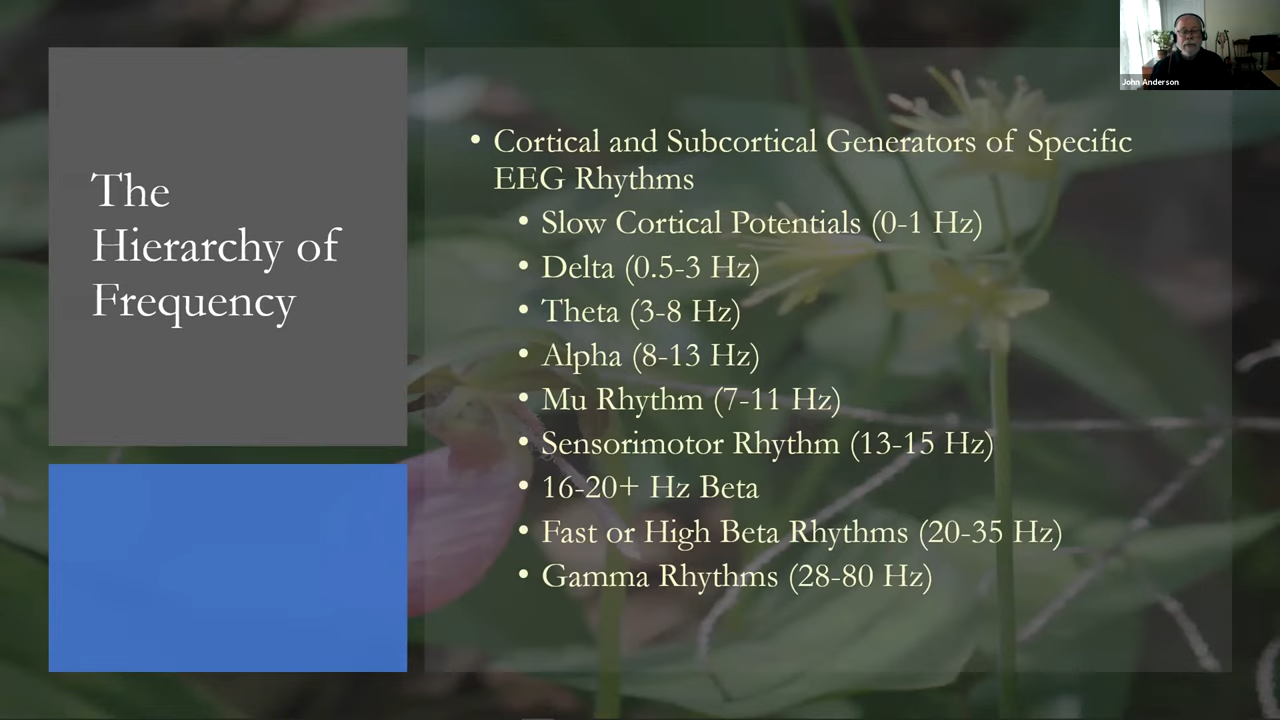 John Anderson
The
Hierarchy of
Frequency
• Cortical and Subcortical Generators of Specific
EEG Rhythms
• Slow Cortical Potentials (0-1 Hz)
• Delta (0.5-3 Hz)
• Theta (3-8 Hz)
• Alpha (8-13 Hz)
• Mu Rhythm (7-11 Hz)
• Sensorimotor Rhythm (13-15 Hz)
• 16-20+ Hz Beta
• Fast or High Beta Rhythms (20-35 Hz)
• Gamma Rhythms (28-80 Hz)